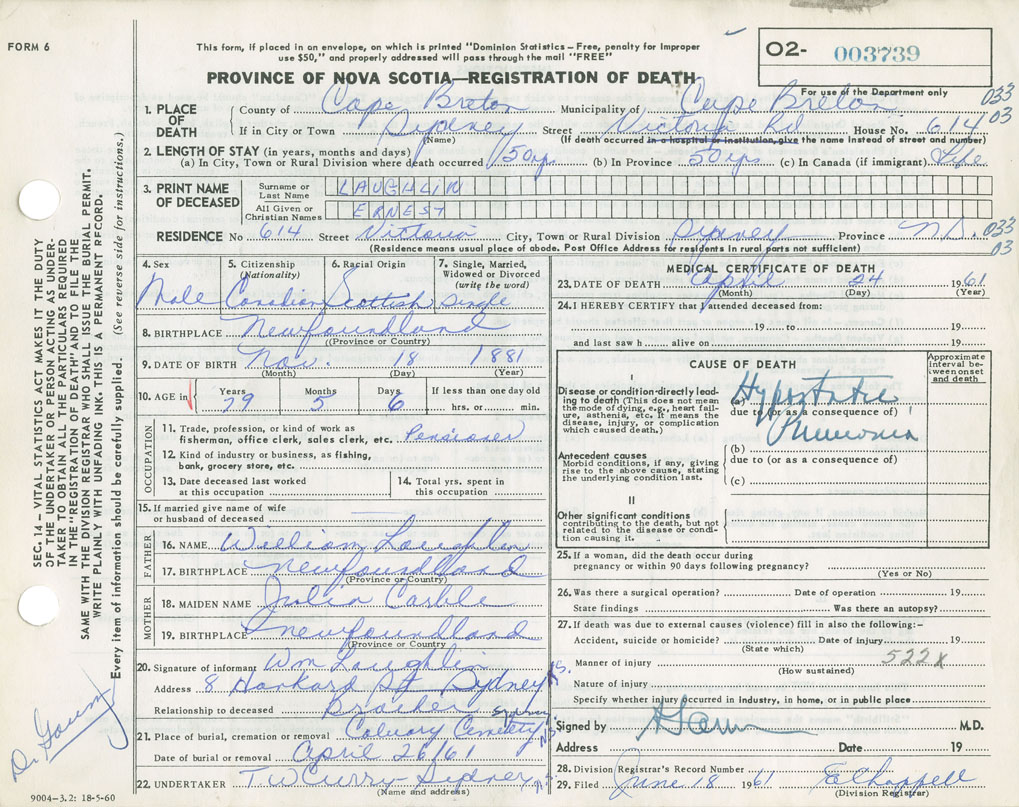 FORM 6
This form, if placed in an envelope, on which is printed "Dominion Statistics – Free, penalty for improper
use $50," and properly addressed will pass through the mail "FREE"
O2- 003739
PROVINCE OF NOVA SCOTIA—REGISTRATION OF DEATH
For use of the Department only
033
03
1. PLACE OF DEATH
County of Cape Breton Municipality of Cape Breton
If in City or Town Sydney Street Victoria Rd House No. 614
(Name) (If death occurred in a hospital or institution, give the name instead of street and number)
2. LENGTH OF STAY (in years, months and days)
(a) In City, Town or Rural Division where death occurred 50 yrs (b) In Province 50 yrs (c) In Canada (if immigrant) Life
3. PRINT NAME OF DECEASED
Surname or Last Name LAUGHLIN
All Given or Christian Names ERNEST
RESIDENCE No 614 Street Victoria City, Town or Rural Division Sydney Province N.S. 033
03
(Residence means usual place of abode. Post Office Address for residents in rural parts not sufficient)
4. Sex Male
5. Citizenship (Nationality) Canadian
6. Racial Origin Scottish
7. Single, Married, Widowed or Divorced (write the word) Single
8. BIRTHPLACE Newfoundland
(Province or Country)
9. DATE OF BIRTH Nov. 18 1881
(Month) (Day) (Year)
10. AGE in Years 79 Months 5 Days 6 If less than one day old
hrs. or min.
OCCUPATION
11. Trade, profession, or kind of work as
fisherman, office clerk, sales clerk, etc. Pensioner
12. Kind of industry or business, as fishing,
bank, grocery store, etc.
13. Date deceased last worked
at this occupation
14. Total yrs. spent in
this occupation
15. If married give name of wife
or husband of deceased
FATHER
16. NAME William Laughlin
17. BIRTHPLACE Newfoundland
(Province or Country)
MOTHER
18. MAIDEN NAME Julia
19. BIRTHPLACE Newfoundland
(Province or Country)
20. Signature of informant Wm Laughlin
Address 8 St Sydney N.S.
Relationship to deceased Brother
21. Place of burial, cremation or removal Calvary Cemetery Sydney N.S.
Date of burial or removal April 26/61
22. UNDERTAKER T.W Curry Sydney N.S.
(Name and address)
9004-3.2: 18-5-60
MEDICAL CERTIFICATE OF DEATH
23. DATE OF DEATH April 24 1961
(Month) (Day) (Year)
24. I HEREBY CERTIFY that I attended deceased from:
19 to 19
and last saw h alive on 19
CAUSE OF DEATH
Approximate interval between onset and death
I
Disease or condition directly leading to death (This does not mean the mode of dying, e.g., heart failure, asthenia, etc. It means the disease, injury, or complication which caused death.)
(a) Hypostatic
due to (or as a consequence of)
Pneumonia
Antecedent causes
Morbid conditions, if any, giving rise to the above cause, stating the underlying condition last.
(b)
due to (or as a consequence of)
(c)
II
Other significant conditions
contributing to the death, but not related to the disease or condition causing it.
25. If a woman, did the death occur during
pregnancy or within 90 days following pregnancy?
(Yes or No)
26. Was there a surgical operation? Date of operation 19
State findings Was there an autopsy?
27. If death was due to external causes (violence) fill in also the following:–
Accident, suicide or homicide? Date of injury 19
(State which)
Manner of injury 522X
(How sustained)
Nature of injury
Specify whether injury occurred in industry, in home, or in public place
Signed by M.D.
Address Date 19
28. Division Registrar's Record Number
29. Filed June 18 1961 E Chappell
(Division Registrar)
SEC. 14 – VITAL STATISTICS ACT MAKES IT THE DUTY
OF THE UNDERTAKER OR PERSON ACTING AS UNDER-
TAKER TO OBTAIN ALL THE PARTICULARS REQUIRED
IN THE "REGISTRATION OF DEATH" AND TO FILE THE
SAME WITH THE DIVISION REGISTRAR WHO SHALL ISSUE THE BURIAL PERMIT.
WRITE PLAINLY WITH UNFADING INK. THIS IS A PERMANENT RECORD.
Every item of information should be carefully supplied. (See reverse side for instructions.)
Dr.